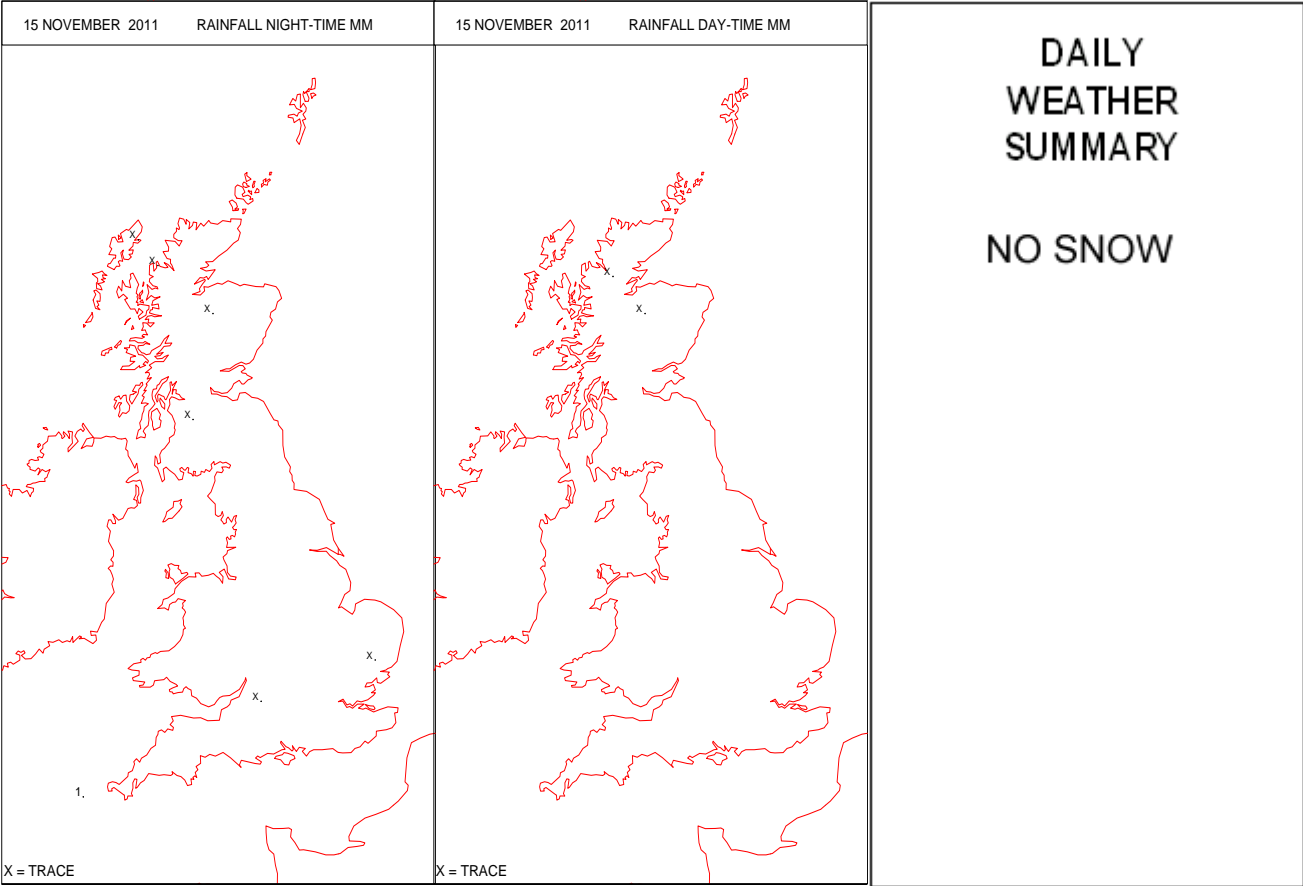 15 NOVEMBER 2011 RAINFALL NIGHT-TIME MM
X
X
X.
X.
X.
X.
1.
X = TRACE
15 NOVEMBER 2011 RAINFALL DAY-TIME MM
X.
X.
X = TRACE
DAILY
WEATHER
SUMMARY
NO SNOW